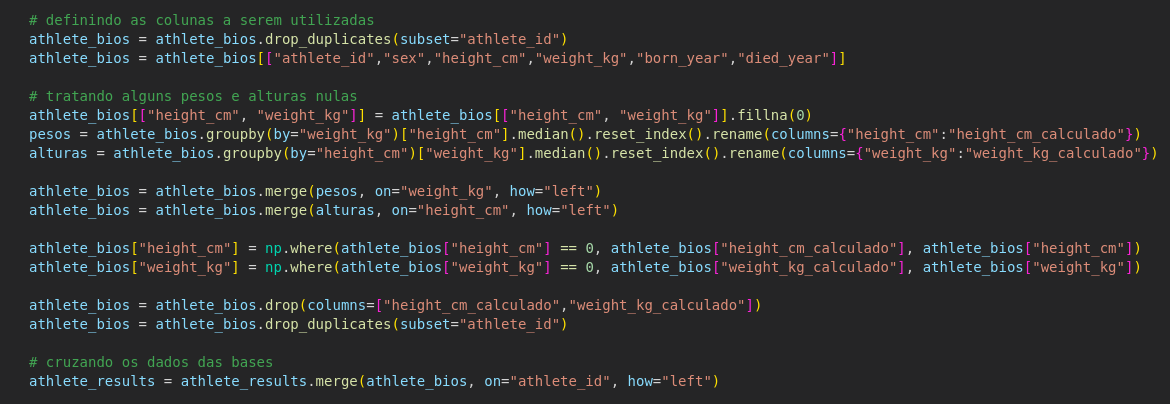 # definindo as colunas a serem utilizadas
athlete_bios = athlete_bios.drop_duplicates(subset="athlete_id")
athlete_bios = athlete_bios[["athlete_id","sex","height_cm","weight_kg","born_year","died_year"]]
# tratando alguns pesos e alturas nulas
athlete_bios[["height_cm", "weight_kg"]] = athlete_bios[["height_cm", "weight_kg"]].fillna(0)
pesos = athlete_bios.groupby(by="weight_kg")["height_cm"].median().reset_index().rename(columns={"height_cm":"height_cm_calculado"})
alturas = athlete_bios.groupby(by="height_cm")["weight_kg"].median().reset_index().rename(columns={"weight_kg":"weight_kg_calculado"})
athlete_bios = athlete_bios.merge(pesos, on="weight_kg", how="left")
athlete_bios = athlete_bios.merge(alturas, on="height_cm", how="left")
athlete_bios["height_cm"] = np.where(athlete_bios["height_cm"] == 0, athlete_bios["height_cm_calculado"], athlete_bios["height_cm"])
athlete_bios["weight_kg"] = np.where(athlete_bios["weight_kg"] == 0, athlete_bios["weight_kg_calculado"], athlete_bios["weight_kg"])
athlete_bios = athlete_bios.drop(columns=["height_cm_calculado","weight_kg_calculado"])
athlete_bios = athlete_bios.drop_duplicates(subset="athlete_id")
# cruzando os dados das bases
athlete_results = athlete_results.merge(athlete_bios, on="athlete_id", how="left")